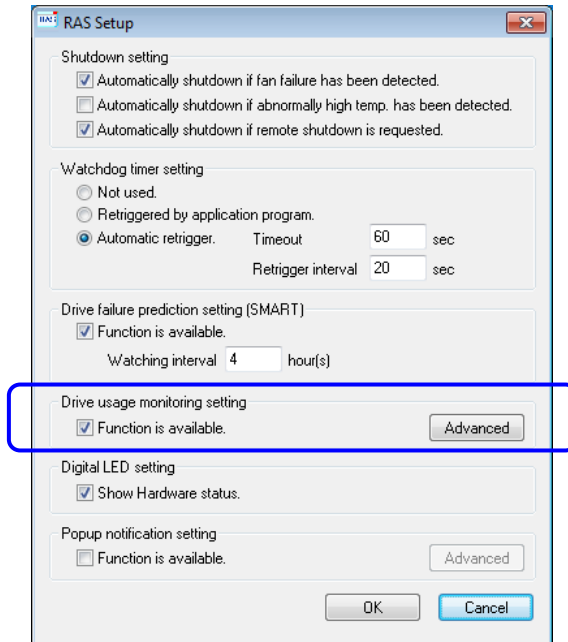 RAS Setup
Shutdown setting
Automatically shutdown if fan failure has been detected.
Automatically shutdown if abnormally high temp. has been detected.
Automatically shutdown if remote shutdown is requested.
Watchdog timer setting
Not used.
Retriggered by application program.
Automatic retrigger. Timeout 60 sec
Retrigger interval 20 sec
Drive failure prediction setting (SMART)
Function is available.
Watching interval 4 hour(s)
Drive usage monitoring setting
Function is available. Advanced
Digital LED setting
Show Hardware status.
Popup notification setting
Function is available. Advanced
OK Cancel